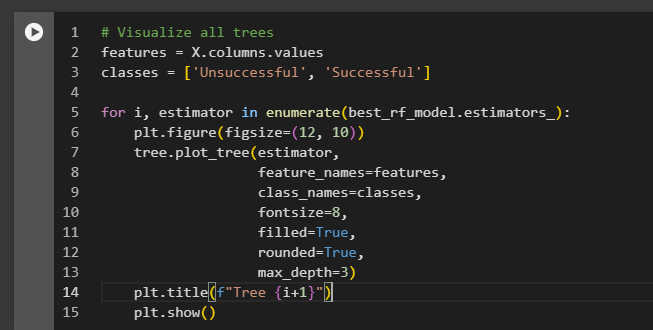 1 # Visualize all trees
2 features = X.columns.values
3 classes = ['Unsuccessful', 'Successful']
4
5 for i, estimator in enumerate(best_rf_model.estimators_):
6     plt.figure(figsize=(12, 10))
7     tree.plot_tree(estimator,
8                    feature_names=features,
9                    class_names=classes,
10                    fontsize=8,
11                    filled=True,
12                    rounded=True,
13                    max_depth=3)
14     plt.title(f"Tree {i+1}")
15     plt.show()